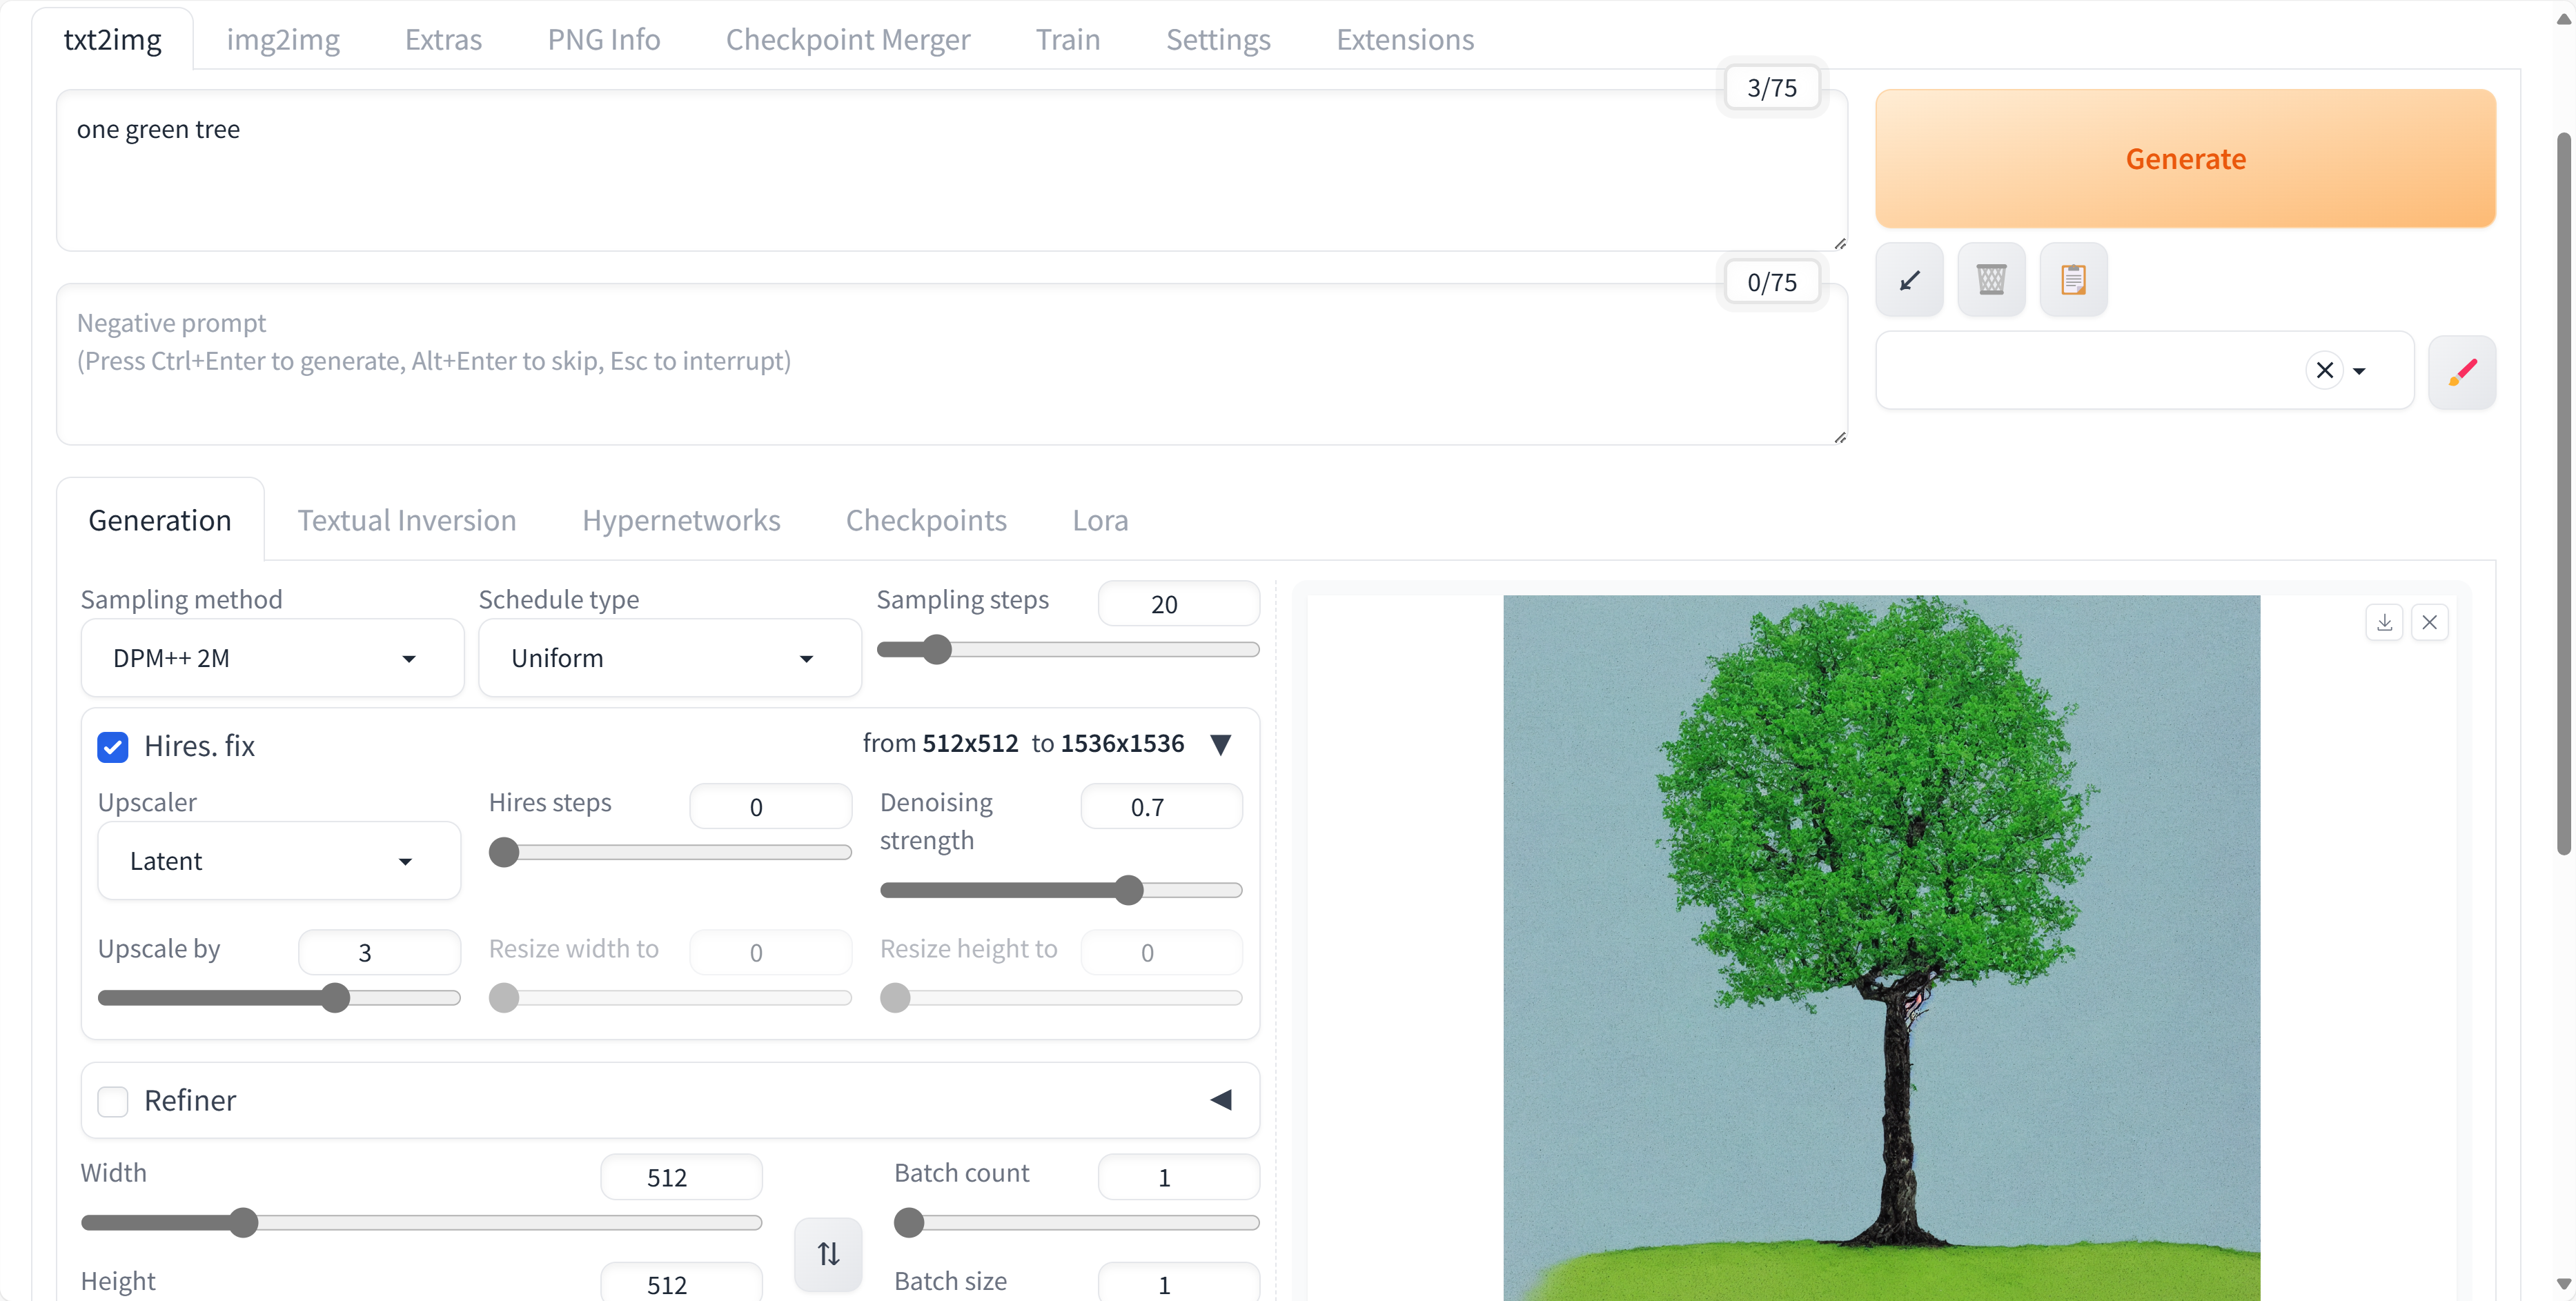 txt2img img2img Extras PNG Info Checkpoint Merger Train Settings Extensions
3/75
one green tree
Generate
0/75
Negative prompt
(Press Ctrl+Enter to generate, Alt+Enter to skip, Esc to interrupt)
Generation Textual Inversion Hypernetworks Checkpoints Lora
Sampling method Schedule type Sampling steps 20
DPM++ 2M Uniform
Hires. fix from 512x512 to 1536x1536
Upscaler Hires steps 0 Denoising strength 0.7
Latent
Upscale by 3 Resize width to 0 Resize height to 0
Refiner
Width 512 Batch count 1
Height 512 Batch size 1